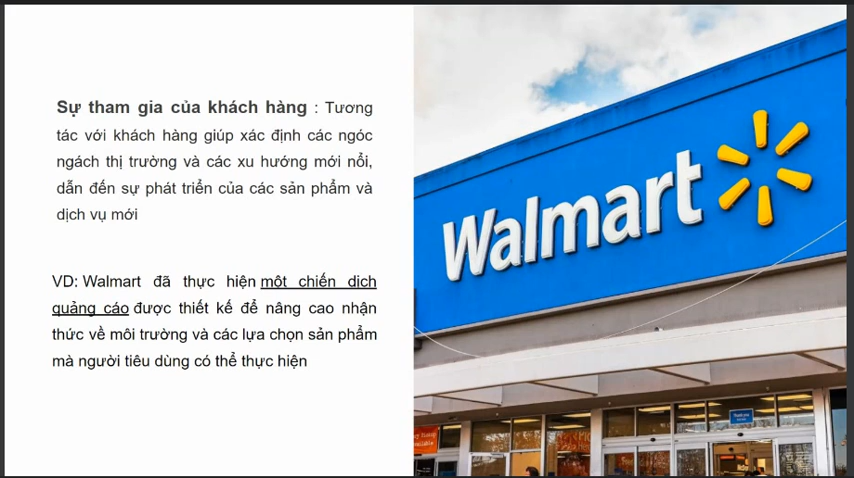 Sự tham gia của khách hàng : Tương
tác với khách hàng giúp xác định các ngóc
ngách thị trường và các xu hướng mới nổi,
dẫn đến sự phát triển của các sản phẩm và
dịch vụ mới
VD: Walmart đã thực hiện một chiến dịch
quảng cáo được thiết kế để nâng cao nhận
thức về môi trường và các lựa chọn sản phẩm
mà người tiêu dùng có thể thực hiện
Walmart
Thank you